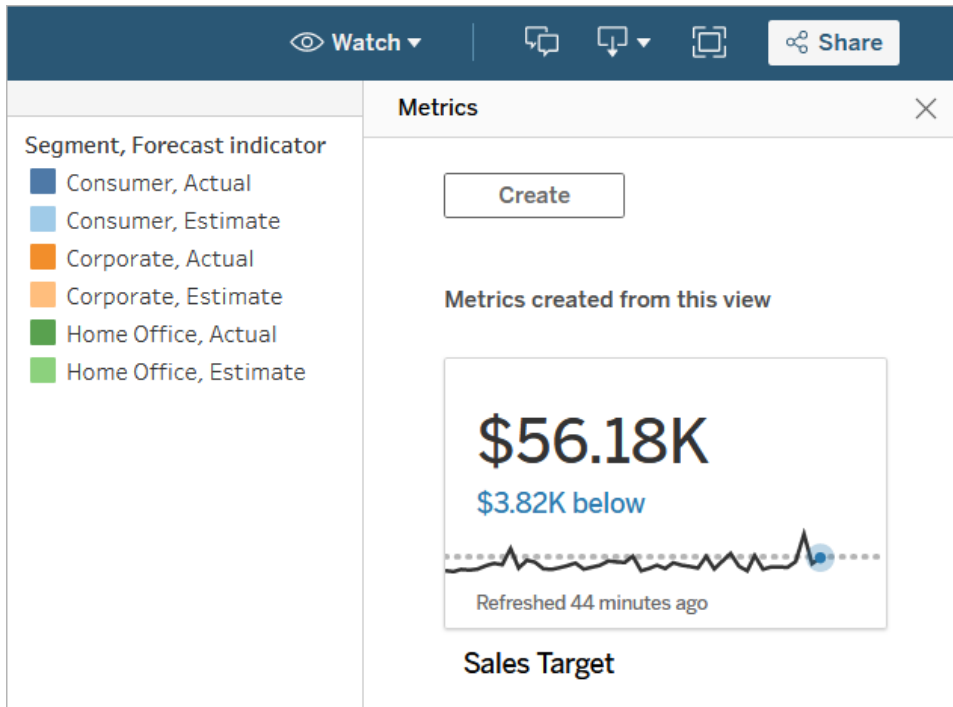 Watch
Share
Metrics
Segment, Forecast indicator
Consumer, Actual
Consumer, Estimate
Corporate, Actual
Corporate, Estimate
Home Office, Actual
Home Office, Estimate
Create
Metrics created from this view
$56.18K
$3.82K below
Refreshed 44 minutes ago
Sales Target